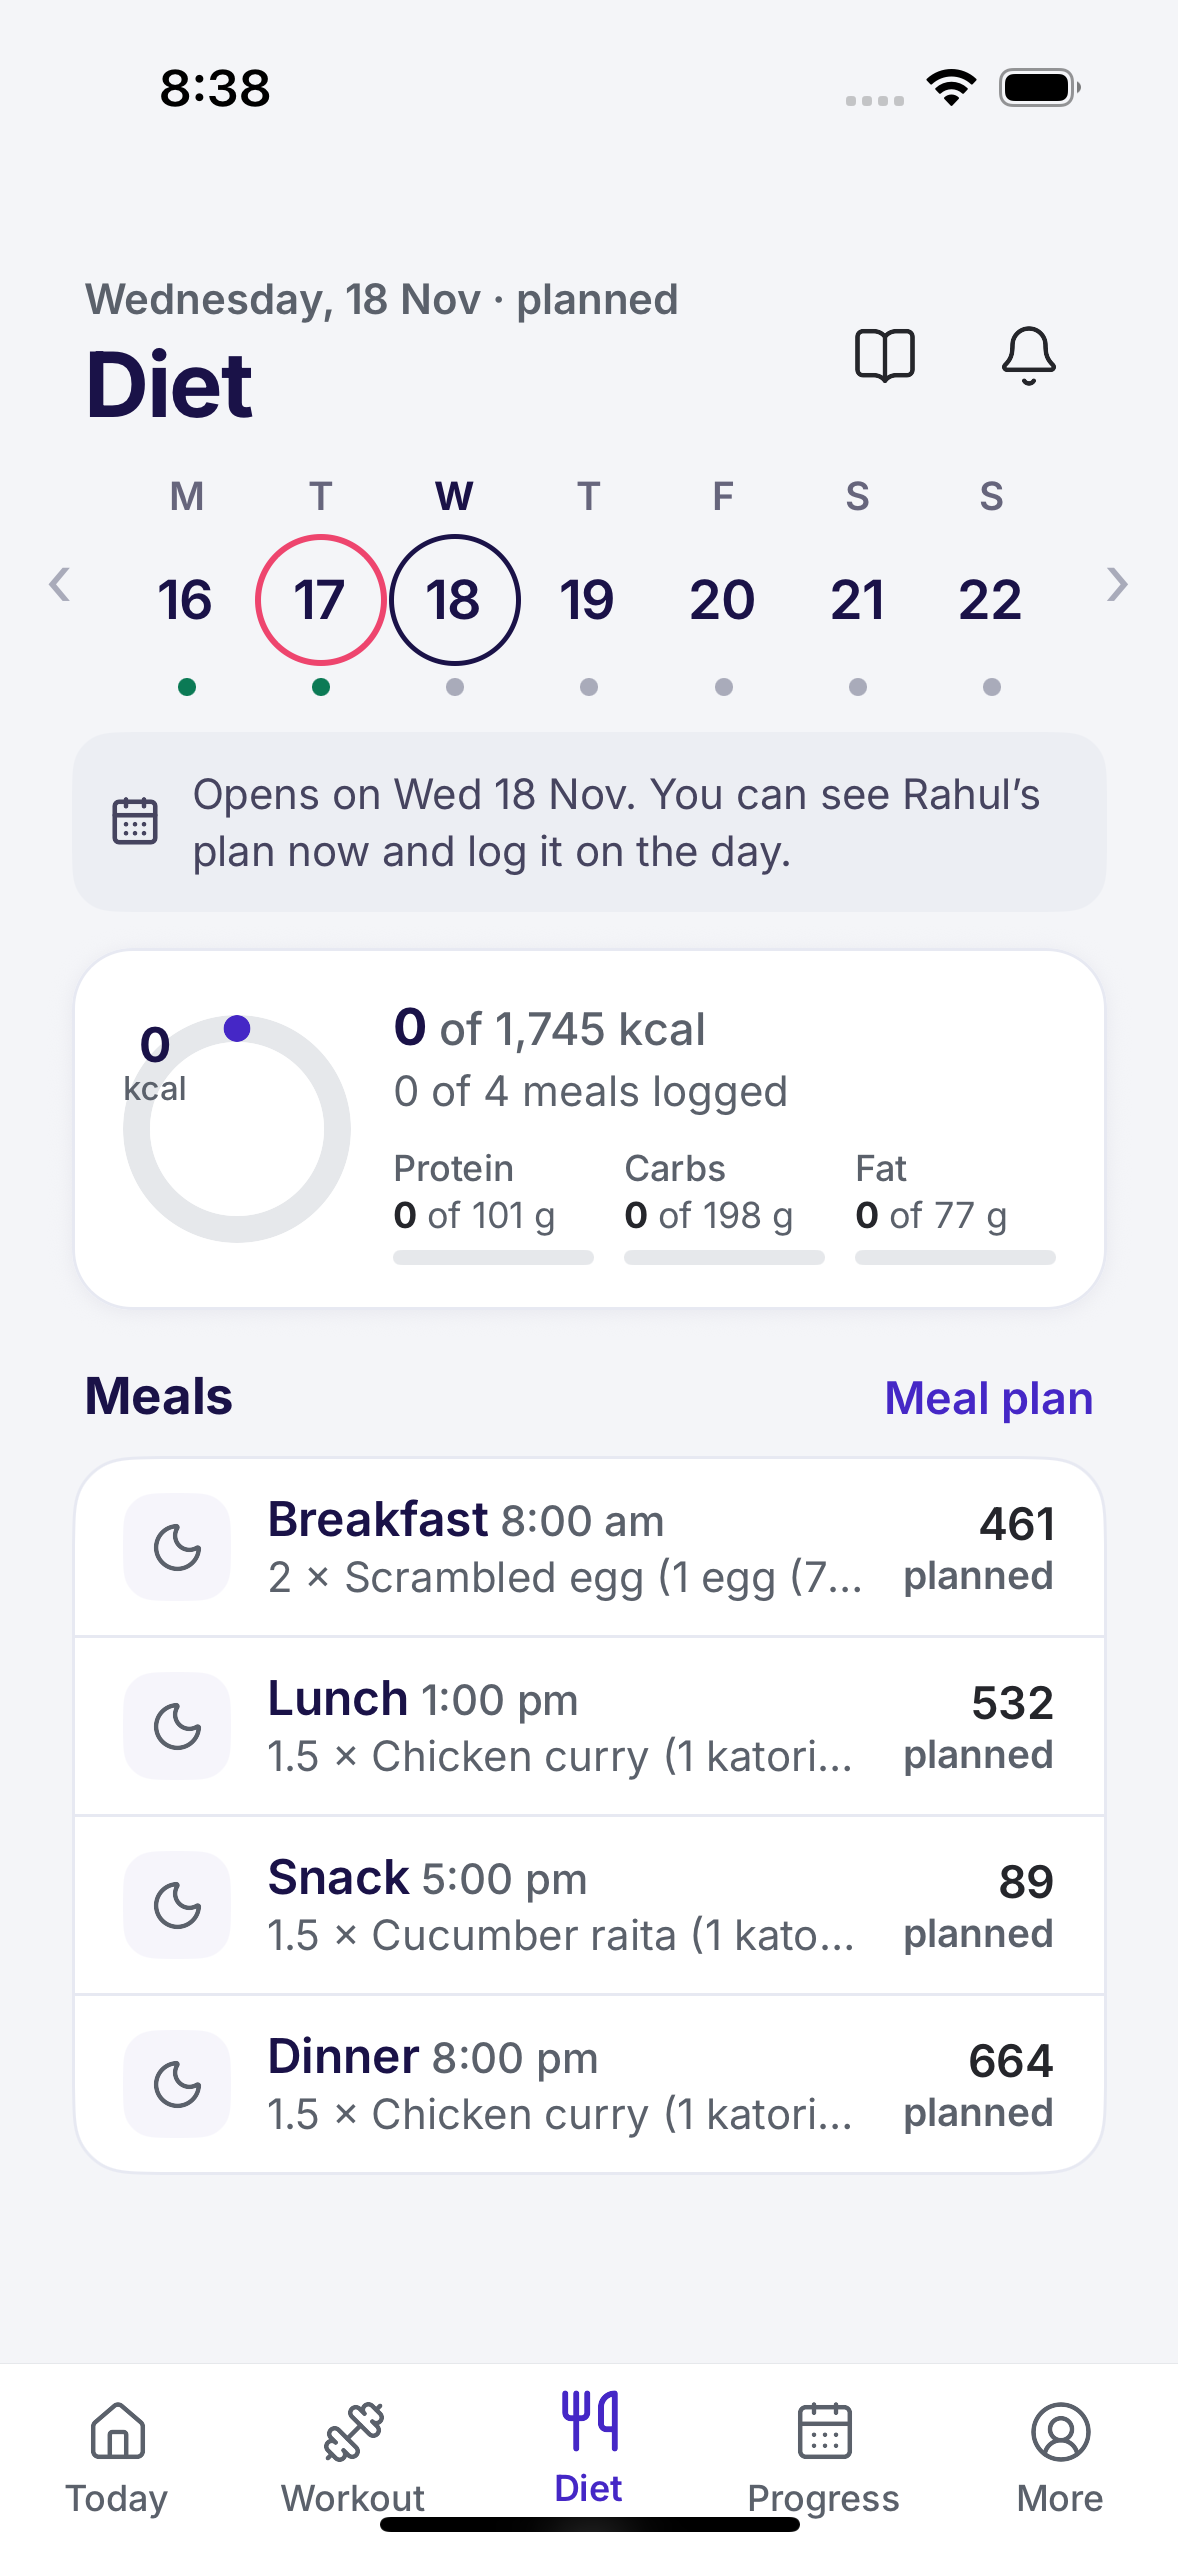 8:38
Wednesday, 18 Nov · planned
Diet
M T W T F S S
‹ 16 17 18 19 20 21 22 ›
Opens on Wed 18 Nov. You can see Rahul’s
plan now and log it on the day.
0
kcal
0 of 1,745 kcal
0 of 4 meals logged
Protein Carbs Fat
0 of 101 g 0 of 198 g 0 of 77 g
Meals Meal plan
Breakfast 8:00 am 461
2 × Scrambled egg (1 egg (7... planned
Lunch 1:00 pm 532
1.5 × Chicken curry (1 katori... planned
Snack 5:00 pm 89
1.5 × Cucumber raita (1 kato... planned
Dinner 8:00 pm 664
1.5 × Chicken curry (1 katori... planned
Today Workout Diet Progress More